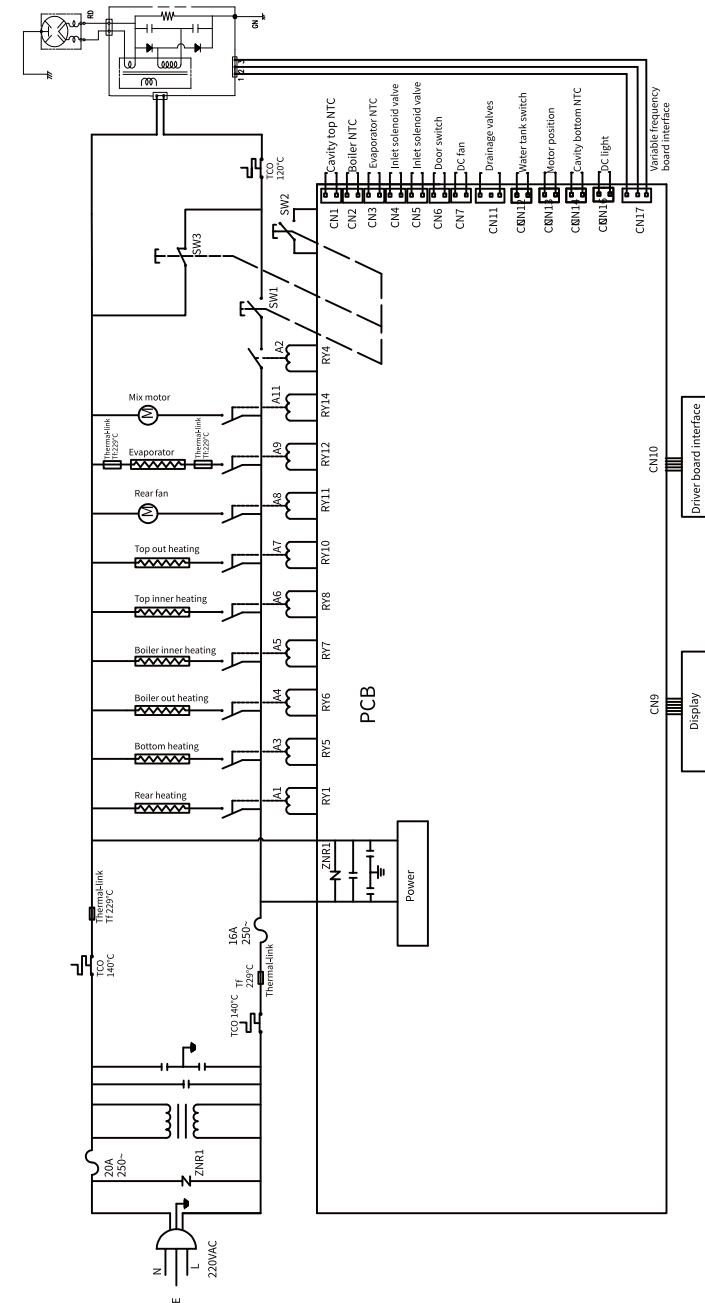 RD
GN
1 2 3
TCO
120℃
SW2
SW3
SW1
Cavity top NTC
Boiler NTC
Evaporator NTC
Inlet solenoid valve
Inlet solenoid valve
Door switch
DC fan
Drainage valves
Water tank switch
Motor position
Cavity bottom NTC
DC light
Variable frequency
board interface
CN1
CN2
CN3
CN4
CN5
CN6
CN7
CN11
CN17
A2
RY4
Mix motor
M
A11
RY14
Thermal-link
Tf:229℃
Evaporator
Thermal-link
Tf:229℃
A9
RY12
Rear fan
M
A8
RY11
Top out heating
A7
RY10
Top inner heating
A6
RY8
Boiler inner heating
A5
RY7
Boiler out heating
A4
RY6
Bottom heating
A3
RY5
Rear heating
A1
RY1
PCB
CN10
Driver board interface
CN9
Display
ZNR1
Power
Thermal-link
Tf 229℃
TCO
140℃
16A
250~
Tf
229℃
Thermal-link
TCO 140℃
20A
250~
ZNR1
N
L
E
220VAC